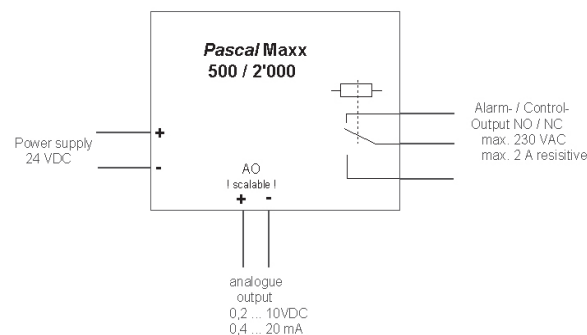 Pascal Maxx
500 / 2'000
Alarm- / Control-
Output NO / NC
max. 230 VAC
max. 2 A resisitive
Power supply
24 VDC
+
-
AO
! scalable !
+ -
analogue
output
0,2 ... 10VDC
0,4 ... 20 mA